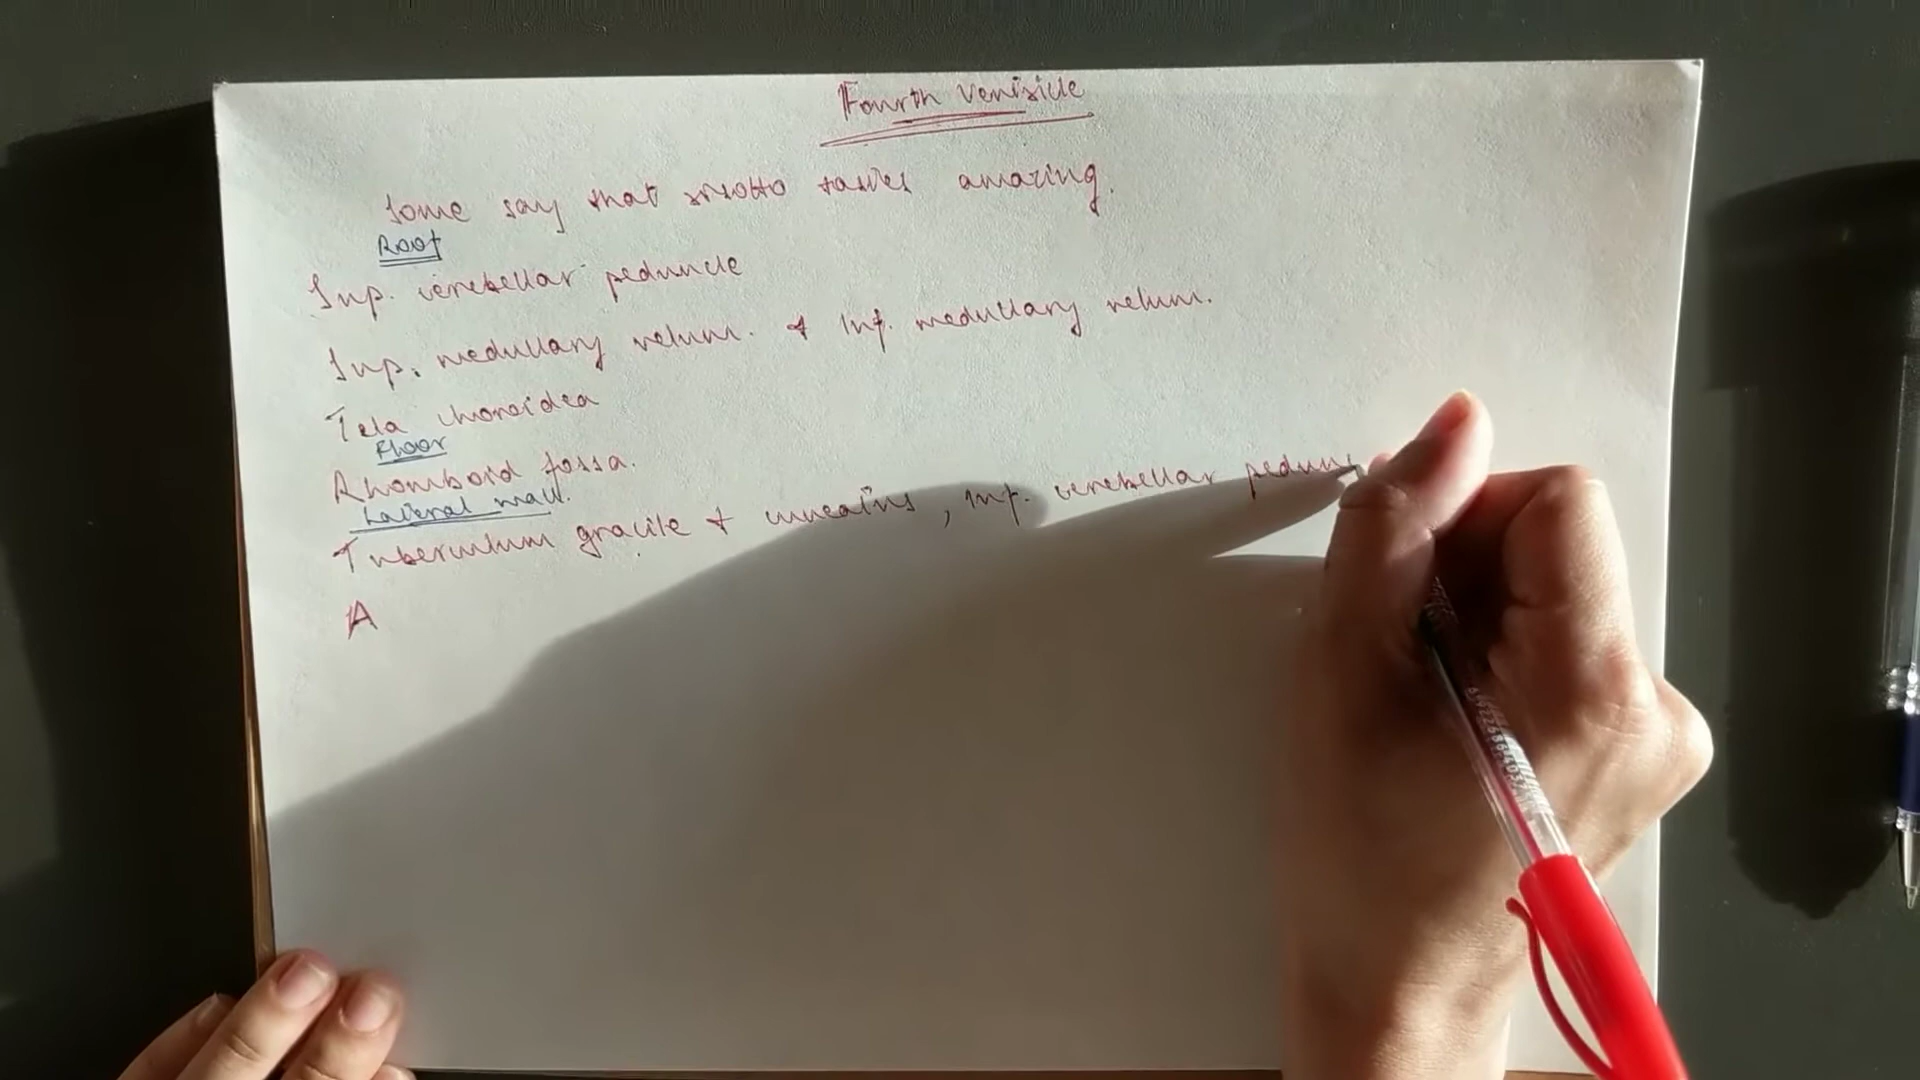 Fourth Ventricle
Some say that risotto tastes amazing.
Roof
Sup. cerebellar peduncle
Sup. medullary velum. & Inf. medullary velum.
Tela choroidea
Floor
Rhomboid fossa.
Lateral wall.
Tuberculum gracile & cuneatus, inf. cerebellar pedun
A